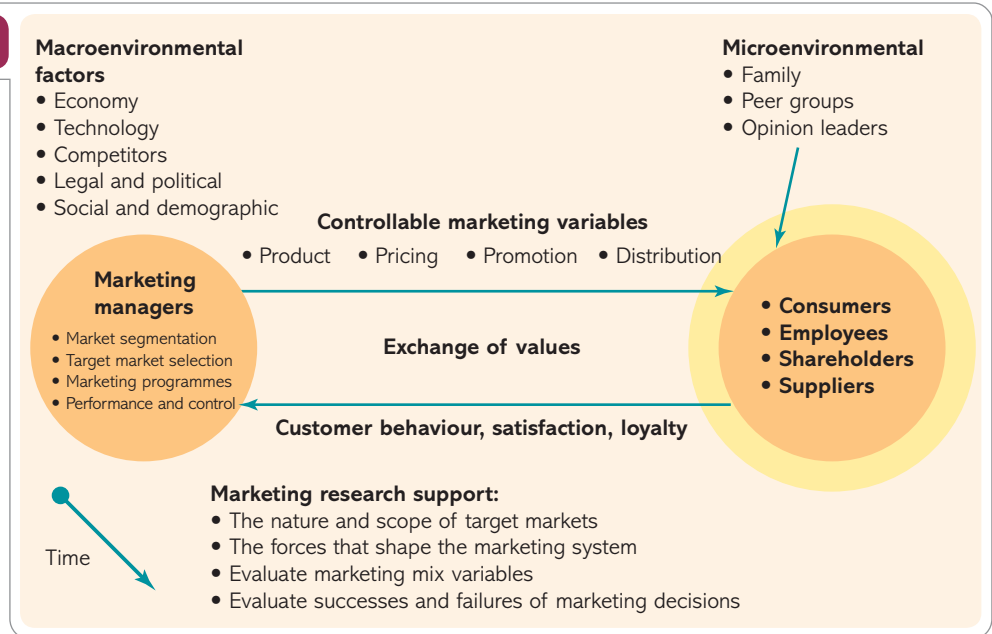 Macroenvironmental
factors
• Economy
• Technology
• Competitors
• Legal and political
• Social and demographic
Microenvironmental
• Family
• Peer groups
• Opinion leaders
Controllable marketing variables
• Product • Pricing • Promotion • Distribution
Marketing
managers
• Market segmentation
• Target market selection
• Marketing programmes
• Performance and control
Exchange of values
• Consumers
• Employees
• Shareholders
• Suppliers
Customer behaviour, satisfaction, loyalty
Time
Marketing research support:
• The nature and scope of target markets
• The forces that shape the marketing system
• Evaluate marketing mix variables
• Evaluate successes and failures of marketing decisions